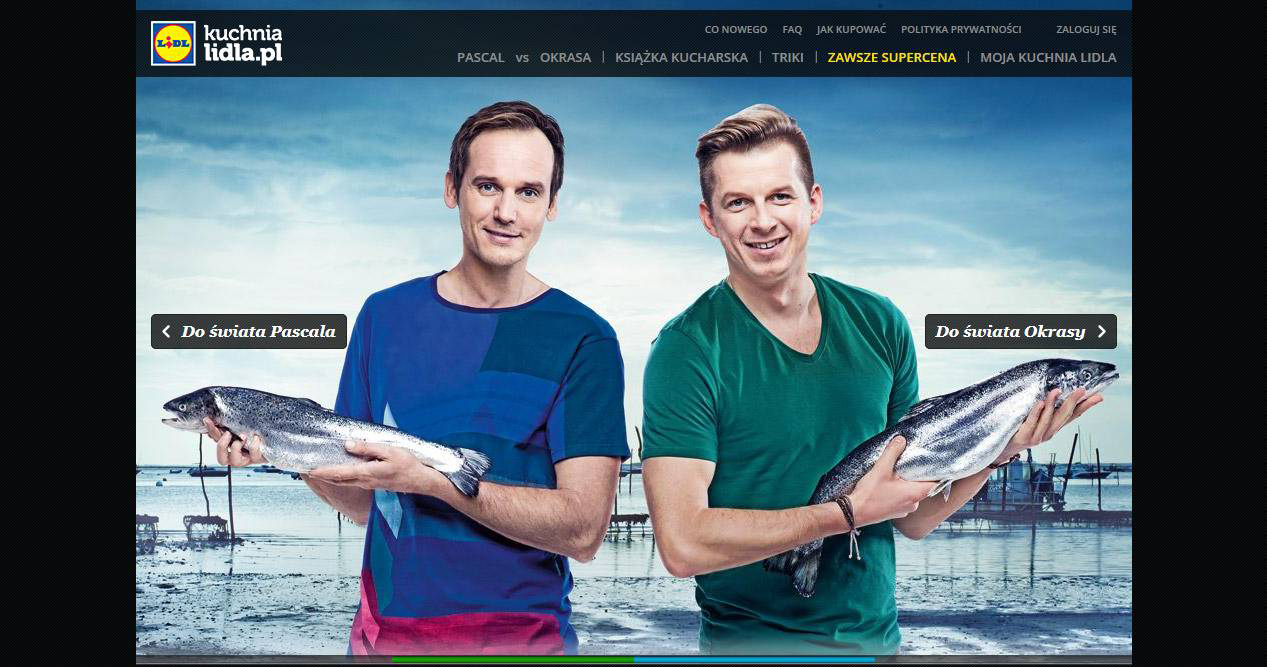 LIDL
kuchnia
lidla.pl
CO NOWEGO FAQ JAK KUPOWAĆ POLITYKA PRYWATNOŚCI ZALOGUJ SIĘ
PASCAL vs OKRASA | KSIĄŻKA KUCHARSKA | TRIKI | ZAWSZE SUPERCENA | MOJA KUCHNIA LIDLA
Do świata Pascala
Do świata Okrasy